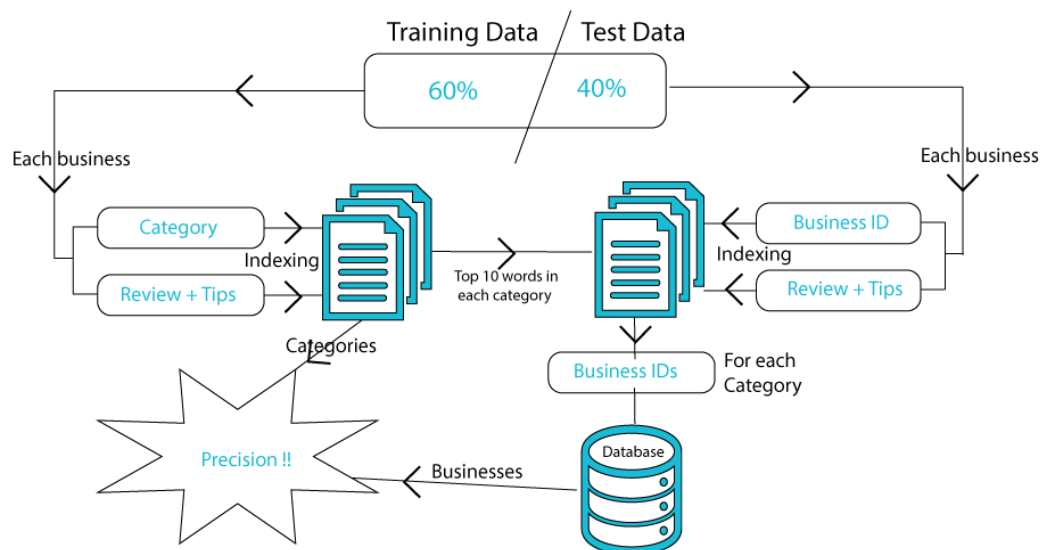 Training Data
Test Data
60%
40%
Each business
Each business
Category
Indexing
Review + Tips
Top 10 words in
each category
Business ID
Indexing
Review + Tips
Categories
Business IDs
For each
Category
Precision !!
Businesses
Database